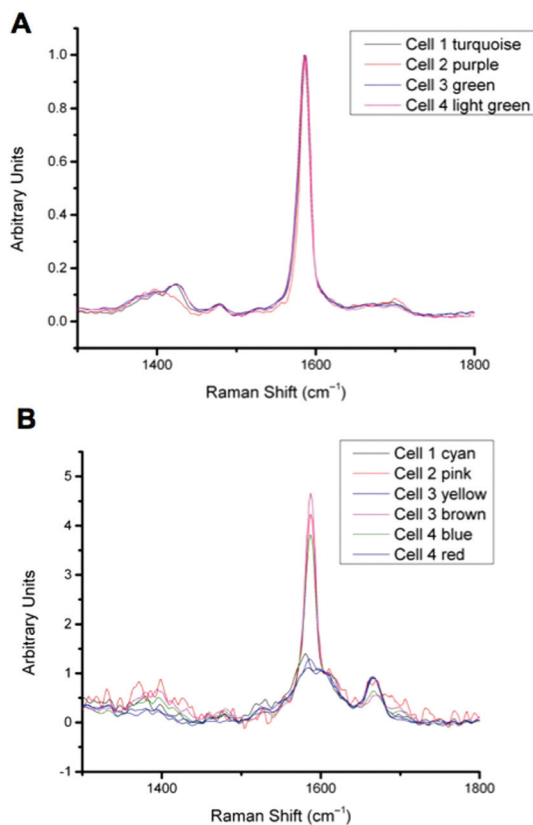 A
Cell 1 turquoise
Cell 2 purple
Cell 3 green
Cell 4 light green
1.0
0.8
0.6
0.4
0.2
0.0
Arbitrary Units
1400
1600
1800
Raman Shift (cm⁻¹)
B
Cell 1 cyan
Cell 2 pink
Cell 3 yellow
Cell 3 brown
Cell 4 blue
Cell 4 red
5
4
3
2
1
0
-1
Arbitrary Units
1400
1600
1800
Raman Shift (cm⁻¹)